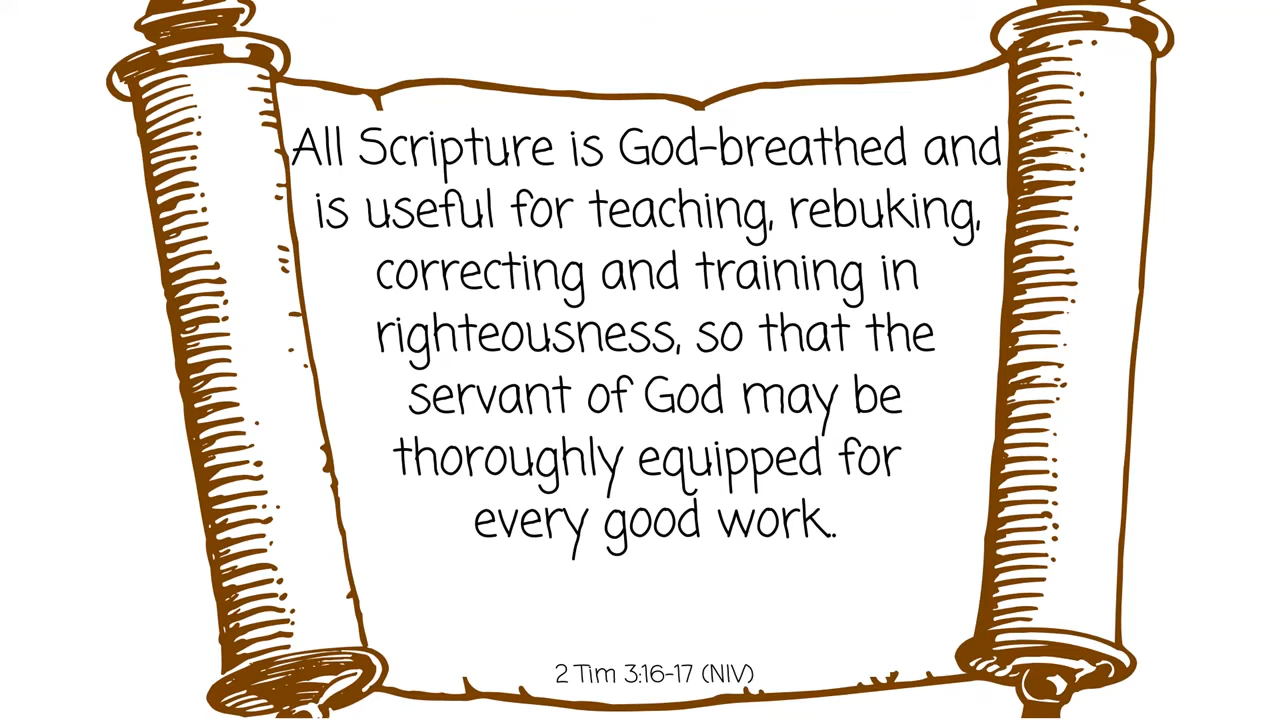 All Scripture is God-breathed and
is useful for teaching, rebuking,
correcting and training in
righteousness, so that the
servant of God may be
thoroughly equipped for
every good work.
2 Tim 3:16-17 (NIV)